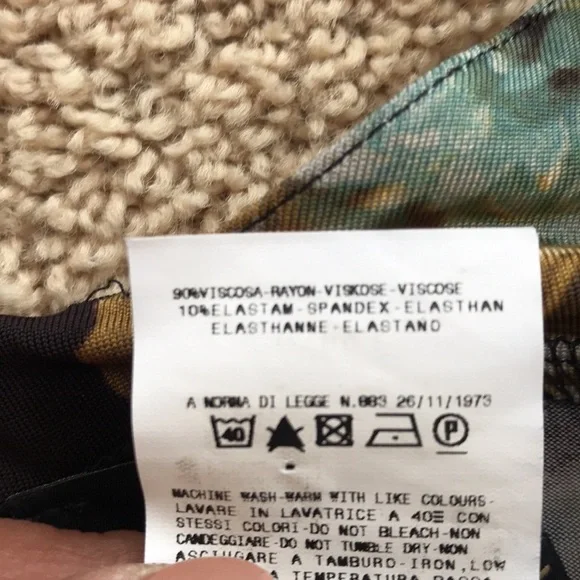 90%VISCOSA-RAYON-VISKOSE-VISCOSE
10%ELASTAM-SPANDEX-ELASTHAN
ELASTHANNE-ELASTANO
A NORMA DI LEGGE N.883 26/11/1973
40 P
MACHINE WASH-WARM WITH LIKE COLOURS-
LAVARE IN LAVATRICE A 40° CON
STESSI COLORI-DO NOT BLEACH-NON
CANDEGGIARE-DO NOT TUMBLE DRY-NON
ASCIUGARE A TAMBURO-IRON,LOW
A TEMPERATURA